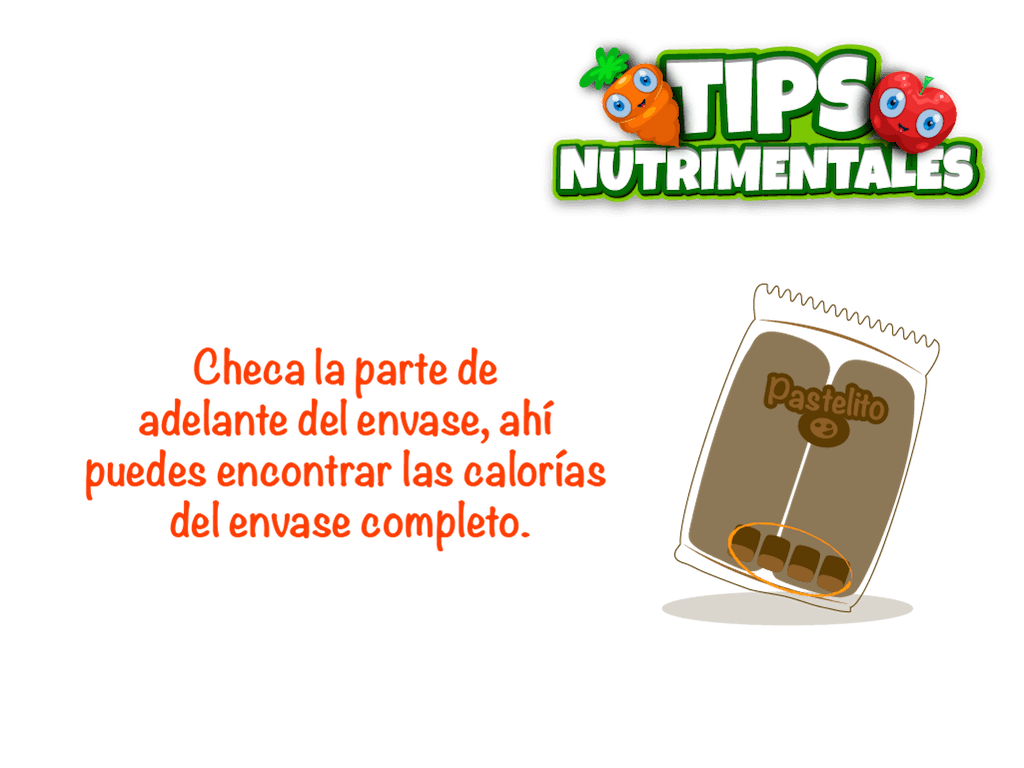 TIPS
NUTRIMENTALES
Checa la parte de
adelante del envase, ahí
puedes encontrar las calorías
del envase completo.
Pastelito